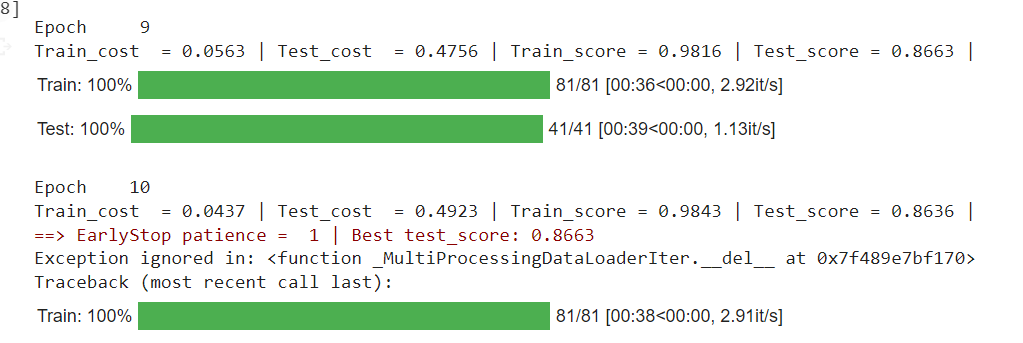 8]
Epoch     9
Train_cost  = 0.0563 | Test_cost  = 0.4756 | Train_score = 0.9816 | Test_score = 0.8663 |
Train: 100% 81/81 [00:36<00:00, 2.92it/s]
Test: 100% 41/41 [00:39<00:00, 1.13it/s]
Epoch    10
Train_cost  = 0.0437 | Test_cost  = 0.4923 | Train_score = 0.9843 | Test_score = 0.8636 |
==> EarlyStop patience =  1 | Best test_score: 0.8663
Exception ignored in: <function _MultiProcessingDataLoaderIter.__del__ at 0x7f489e7bf170>
Traceback (most recent call last):
Train: 100% 81/81 [00:38<00:00, 2.91it/s]